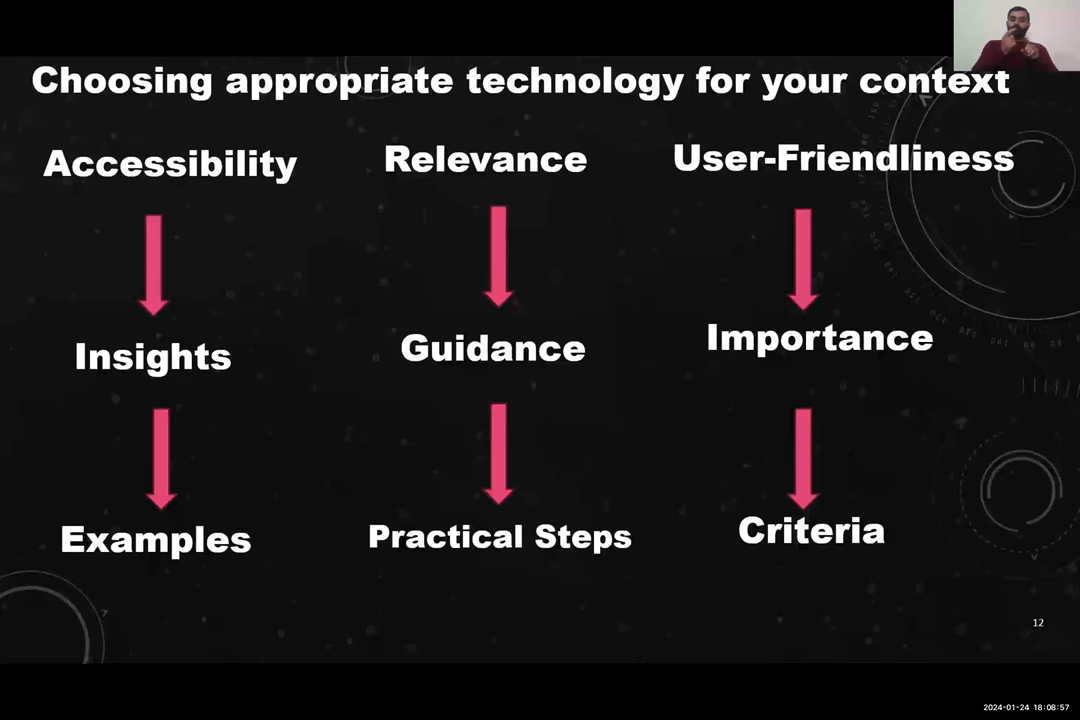 Choosing appropriate technology for your context
Accessibility
Relevance
User-Friendliness
Insights
Guidance
Importance
Examples
Practical Steps
Criteria
12
2024-01-24 18:08:57